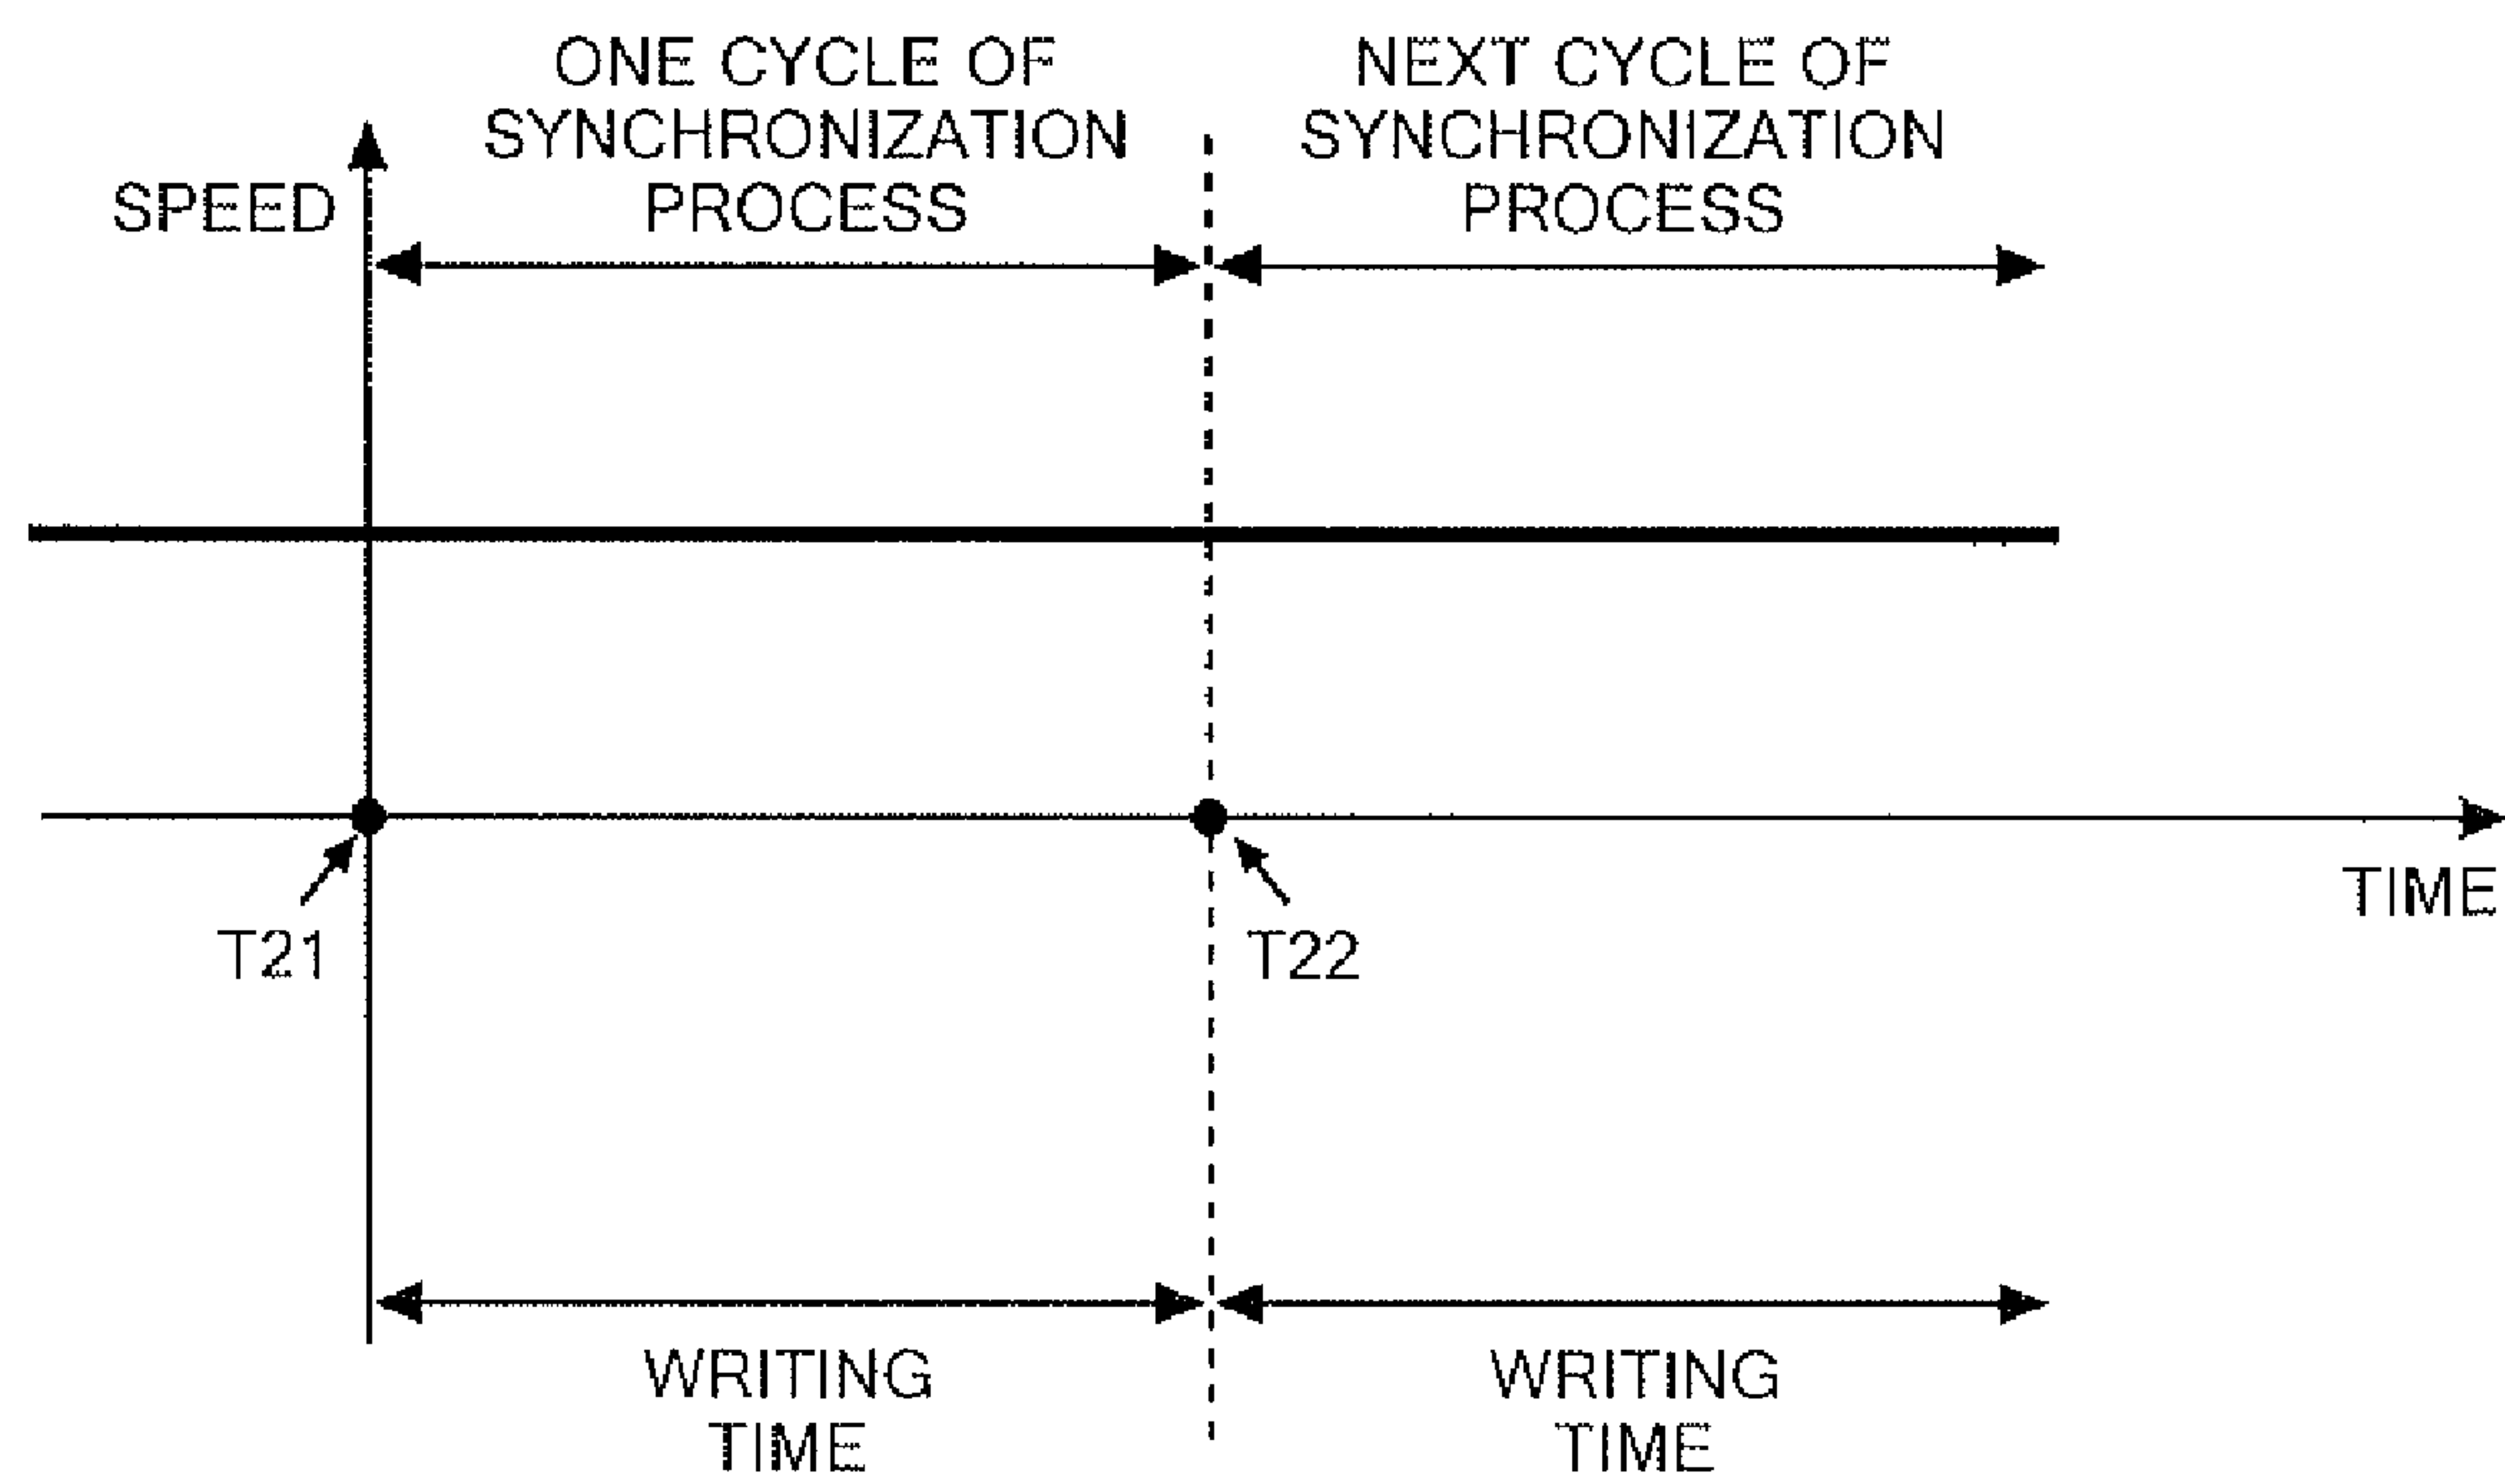 ONE CYCLE OF
SYNCHRONIZATION
PROCESS
NEXT CYCLE OF
SYNCHRONIZATION
PROCESS
SPEED
TIME
T21
T22
WRITING
TIME
WRITING
TIME